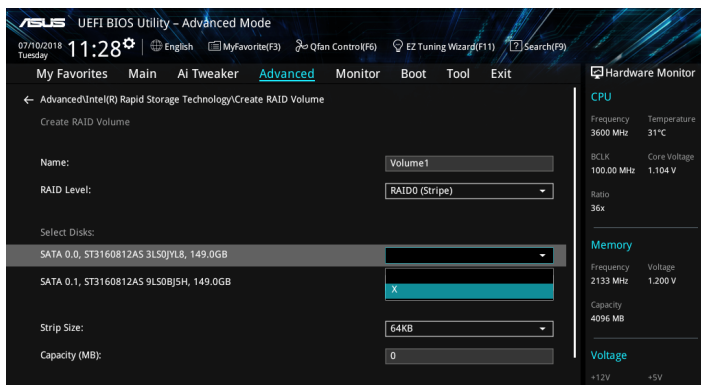 ASUS UEFI BIOS Utility – Advanced Mode
07/10/2018 Tuesday 11:28 English MyFavorite(F3) Qfan Control(F6) EZ Tuning Wizard(F11) Search(F9)
My Favorites Main Ai Tweaker Advanced Monitor Boot Tool Exit
Hardware Monitor
Advanced\Intel(R) Rapid Storage Technology\Create RAID Volume
Create RAID Volume
Name: Volume1
RAID Level: RAID0 (Stripe)
Select Disks:
SATA 0.0, ST3160812AS 3LS0JYL8, 149.0GB
X
SATA 0.1, ST3160812AS 9LS0BJ5H, 149.0GB
Strip Size: 64KB
Capacity (MB): 0
CPU
Frequency Temperature
3600 MHz 31°C
BCLK Core Voltage
100.00 MHz 1.104 V
Ratio
36x
Memory
Frequency Voltage
2133 MHz 1.200 V
Capacity
4096 MB
Voltage
+12V +5V